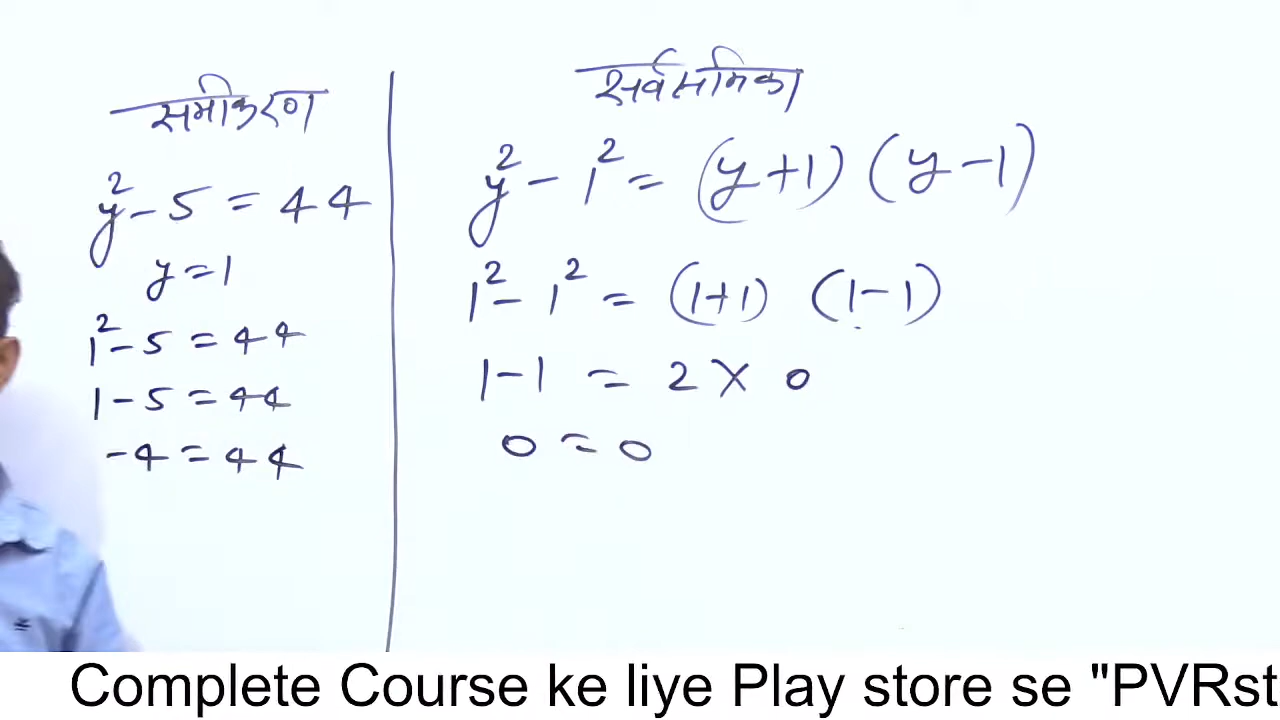 समीकरण
y² - 5 = 44
y = 1
1² - 5 = 44
1 - 5 = 44
-4 = 44
सर्वसमिका
y² - 1² = (y+1) (y-1)
1² - 1² = (1+1) (1-1)
1-1 = 2 × 0
0 = 0
Complete Course ke liye Play store se "PVRst